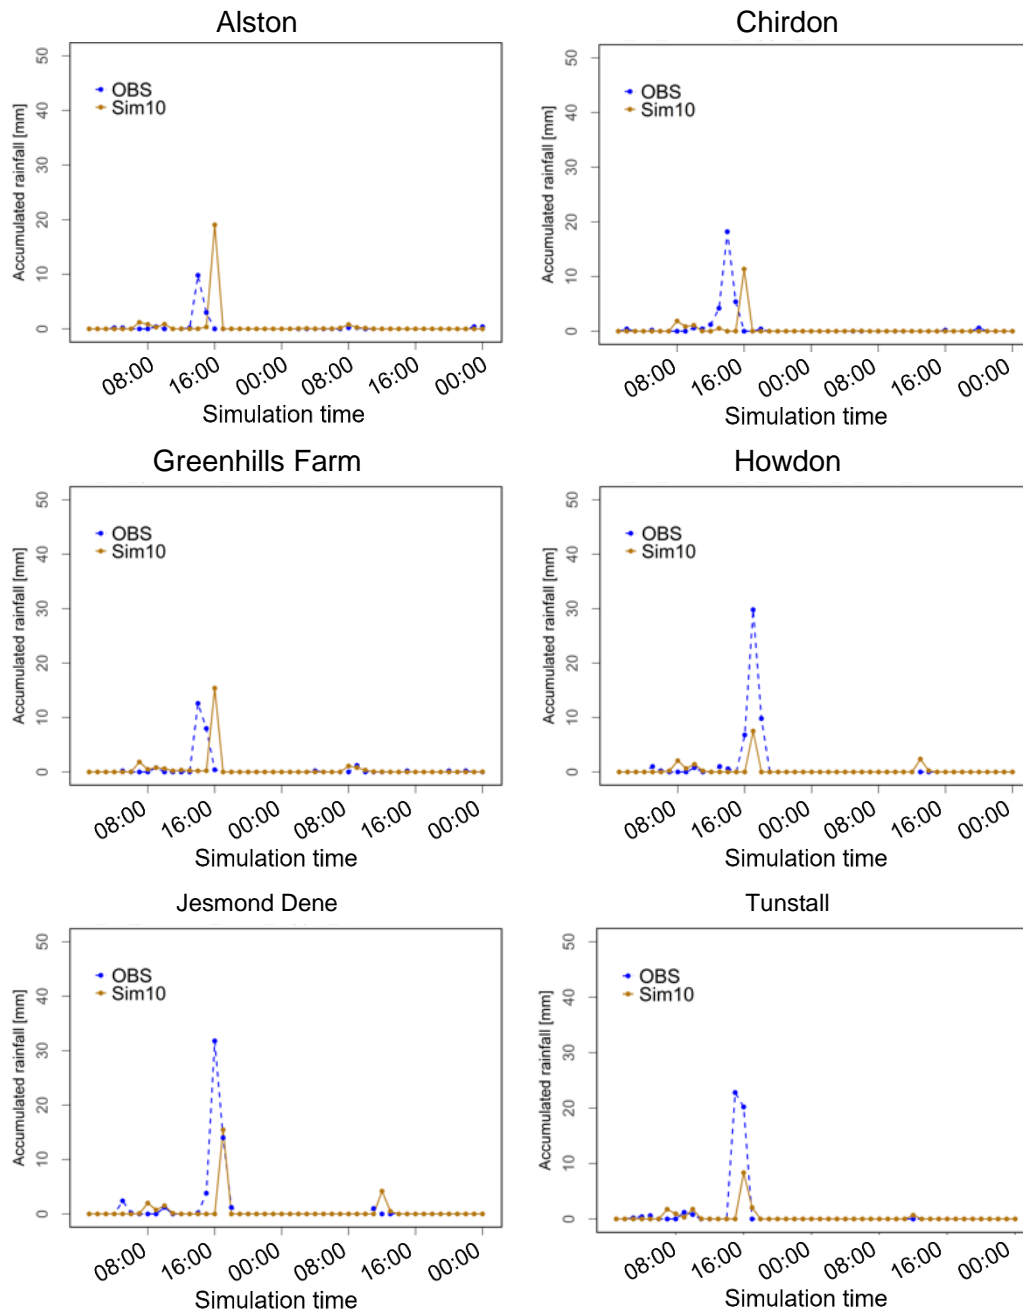 Alston
Accumulated rainfall [mm]
50
40
30
20
10
0
OBS
Sim10
08:00 16:00 00:00 08:00 16:00 00:00
Simulation time
Chirdon
Accumulated rainfall [mm]
50
40
30
20
10
0
OBS
Sim10
08:00 16:00 00:00 08:00 16:00 00:00
Simulation time
Greenhills Farm
Accumulated rainfall [mm]
50
40
30
20
10
0
OBS
Sim10
08:00 16:00 00:00 08:00 16:00 00:00
Simulation time
Howdon
Accumulated rainfall [mm]
50
40
30
20
10
0
OBS
Sim10
08:00 16:00 00:00 08:00 16:00 00:00
Simulation time
Jesmond Dene
Accumulated rainfall [mm]
50
40
30
20
10
0
OBS
Sim10
08:00 16:00 00:00 08:00 16:00 00:00
Simulation time
Tunstall
Accumulated rainfall [mm]
50
40
30
20
10
0
OBS
Sim10
08:00 16:00 00:00 08:00 16:00 00:00
Simulation time